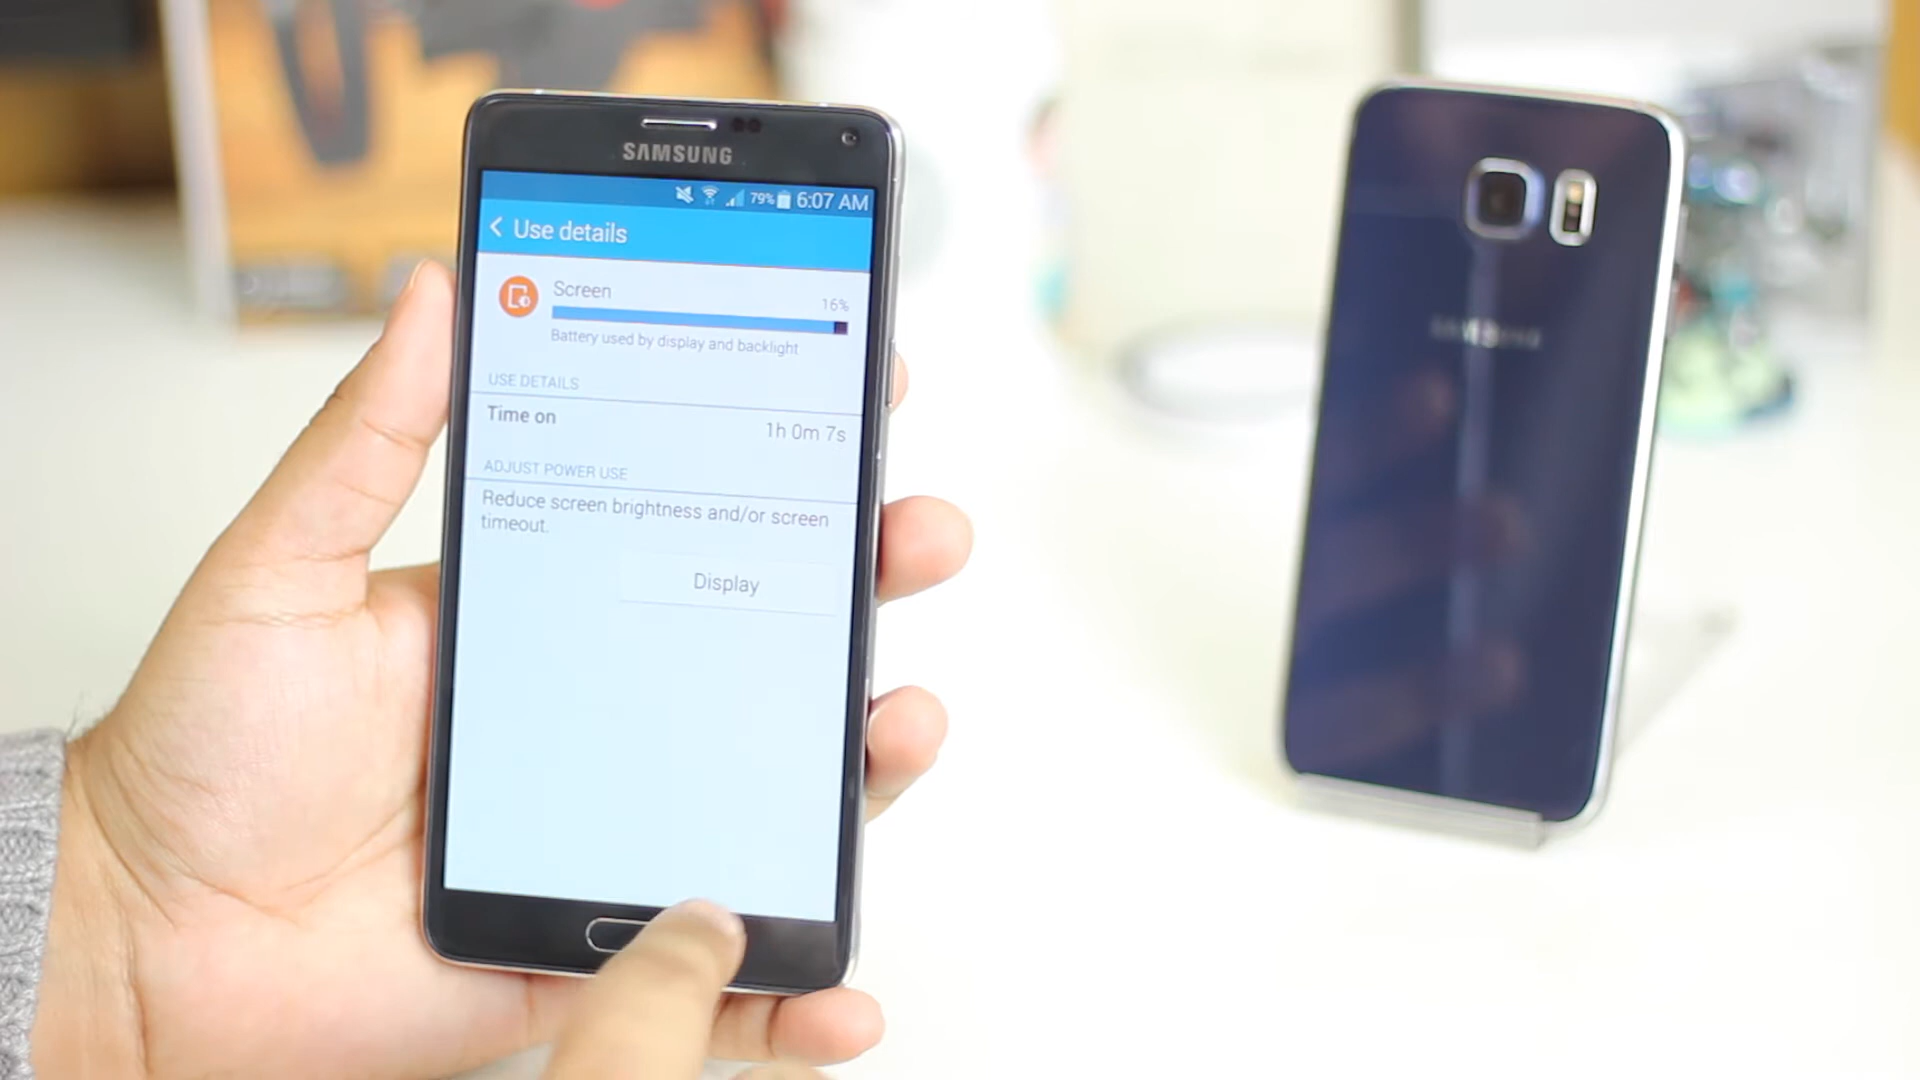 SAMSUNG
79% 6:07 AM
< Use details
Screen
16%
Battery used by display and backlight
USE DETAILS
Time on
1h 0m 7s
ADJUST POWER USE
Reduce screen brightness and/or screen
timeout.
Display
SAMSUNG